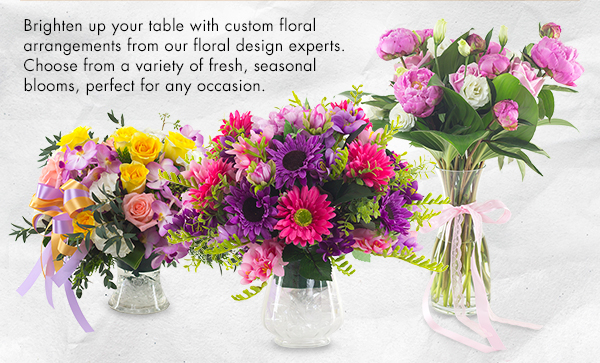 Brighten up your table with custom floral
arrangements from our floral design experts.
Choose from a variety of fresh, seasonal
blooms, perfect for any occasion.